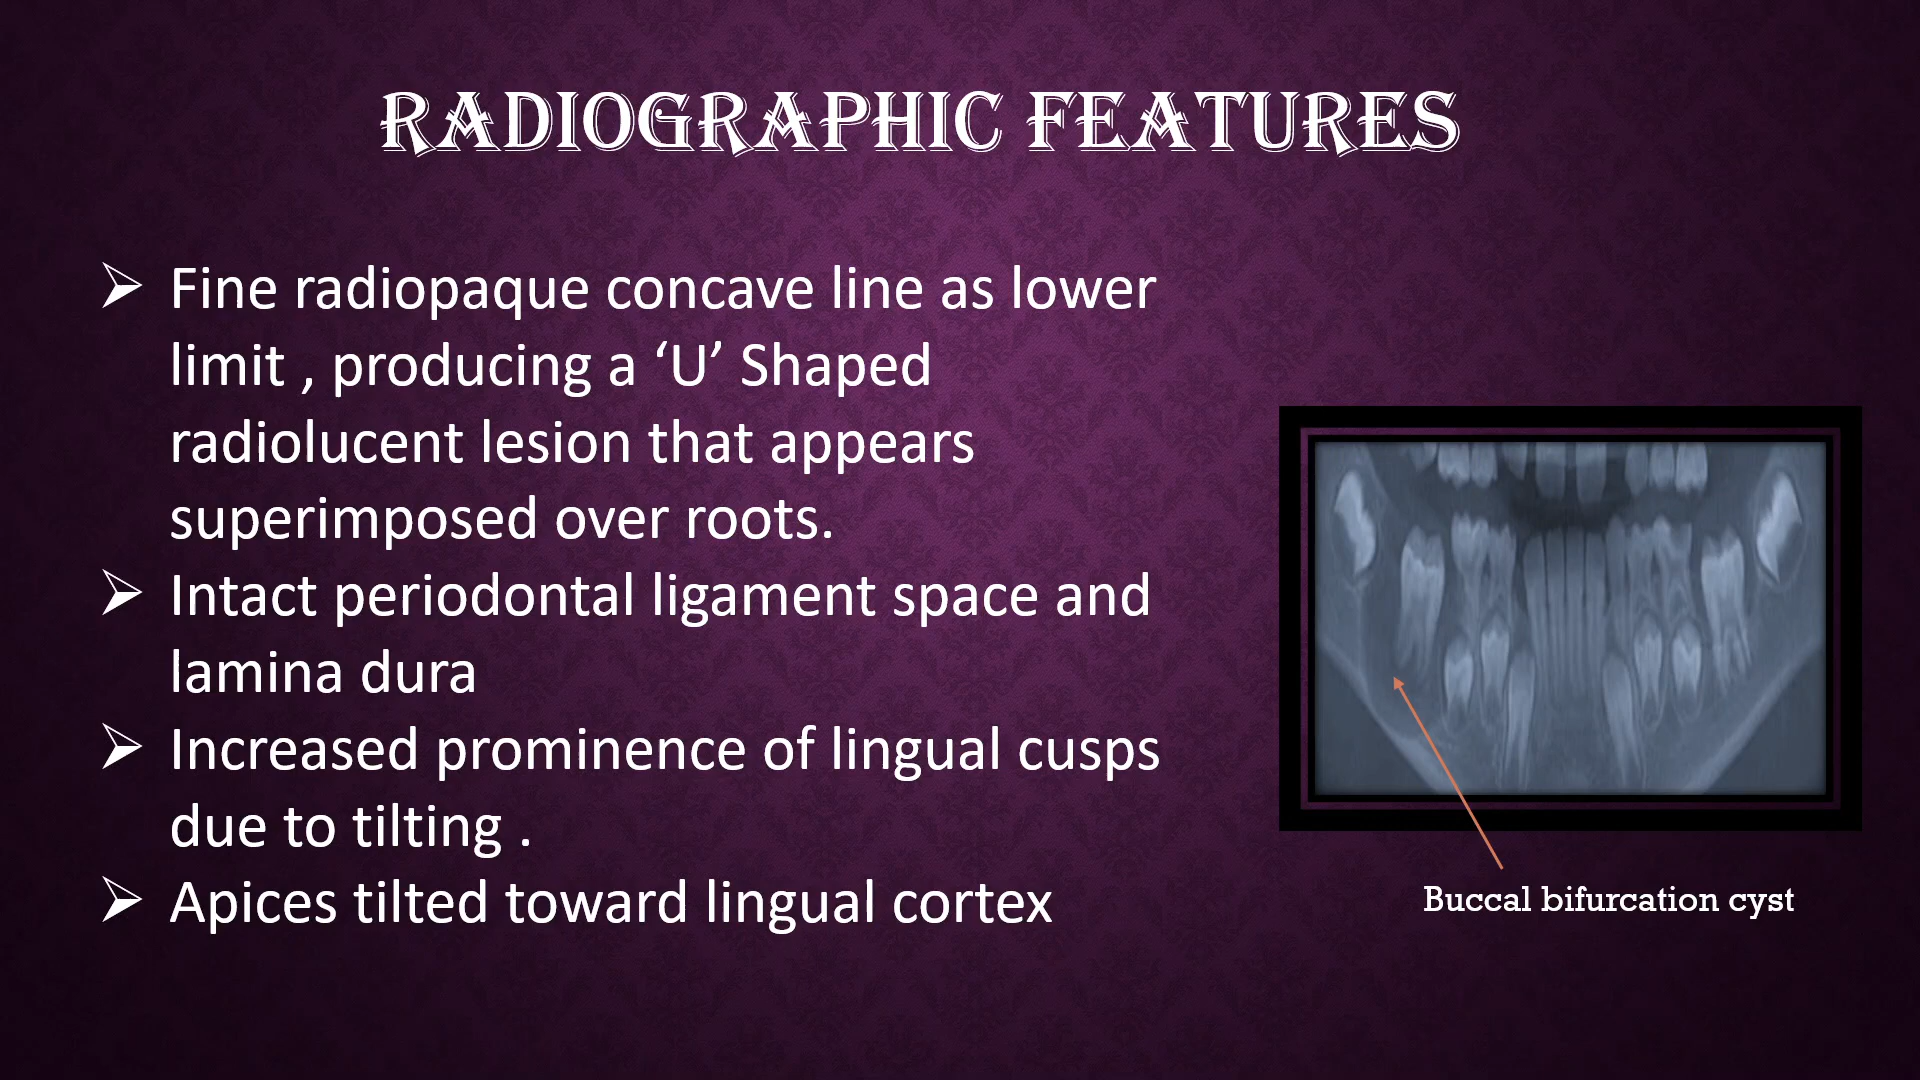 RADIOGRAPHIC FEATURES
➢ Fine radiopaque concave line as lower
limit , producing a ‘U’ Shaped
radiolucent lesion that appears
superimposed over roots.
➢ Intact periodontal ligament space and
lamina dura
➢ Increased prominence of lingual cusps
due to tilting .
➢ Apices tilted toward lingual cortex
Buccal bifurcation cyst